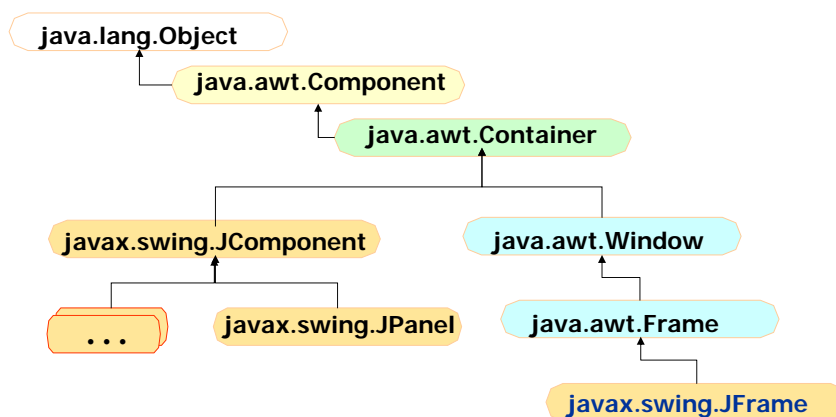 java.lang.Object
java.awt.Component
java.awt.Container
javax.swing.JComponent
java.awt.Window
...
javax.swing.JPanel
java.awt.Frame
javax.swing.JFrame